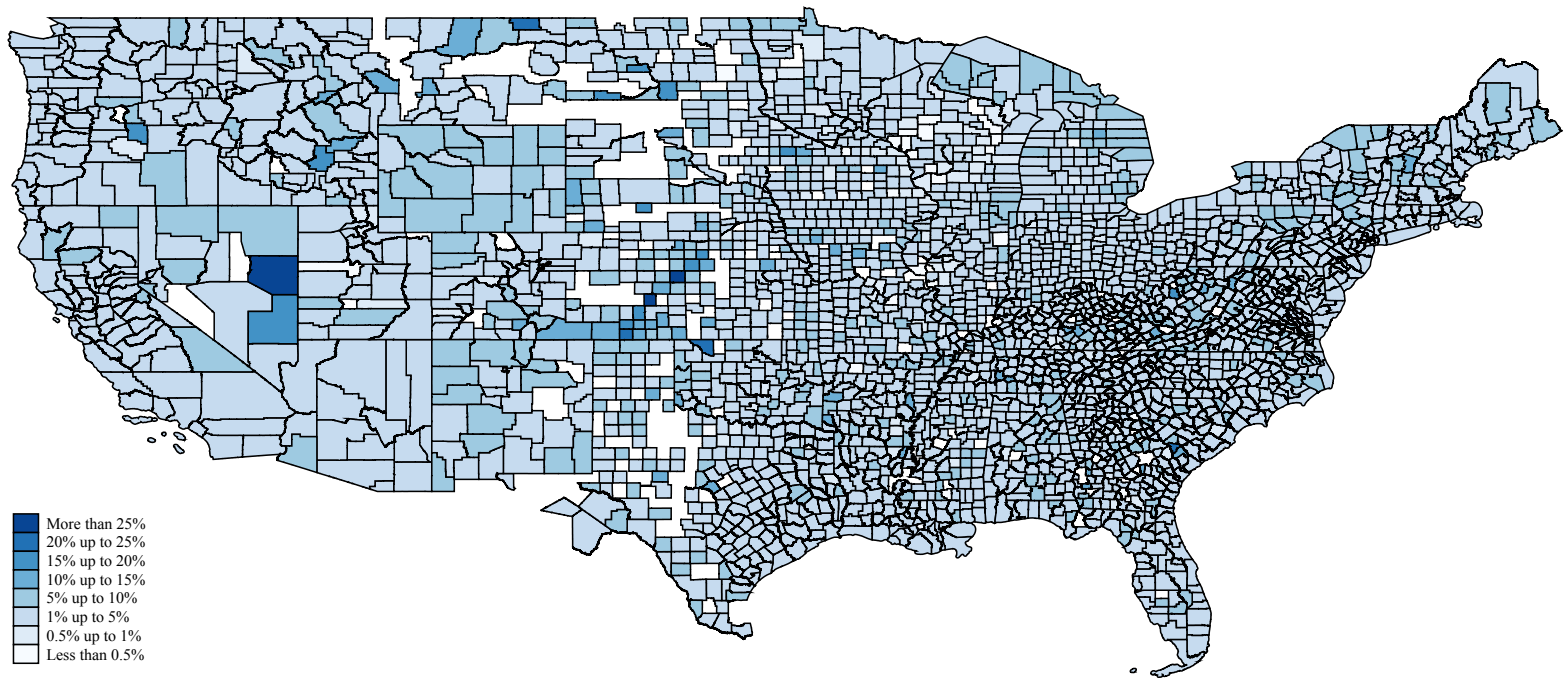 More than 25%
20% up to 25%
15% up to 20%
10% up to 15%
5% up to 10%
1% up to 5%
0.5% up to 1%
Less than 0.5%